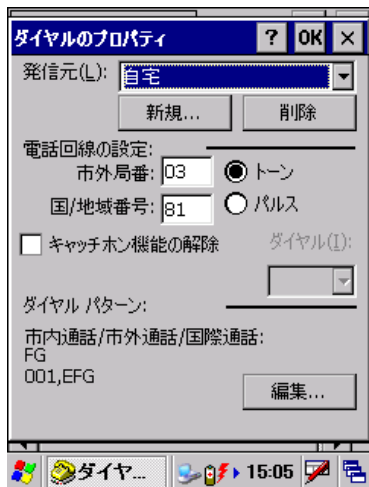 ダイヤルのプロパティ ? OK ×
発信元(L): 自宅
新規... 削除
電話回線の設定:
市外局番: 03 トーン
国/地域番号: 81 パルス
キャッチホン機能の解除 ダイヤル(I):
ダイヤル パターン:
市内通話/市外通話/国際通話:
FG
001,EFG
編集...
ダイヤ... 15:05